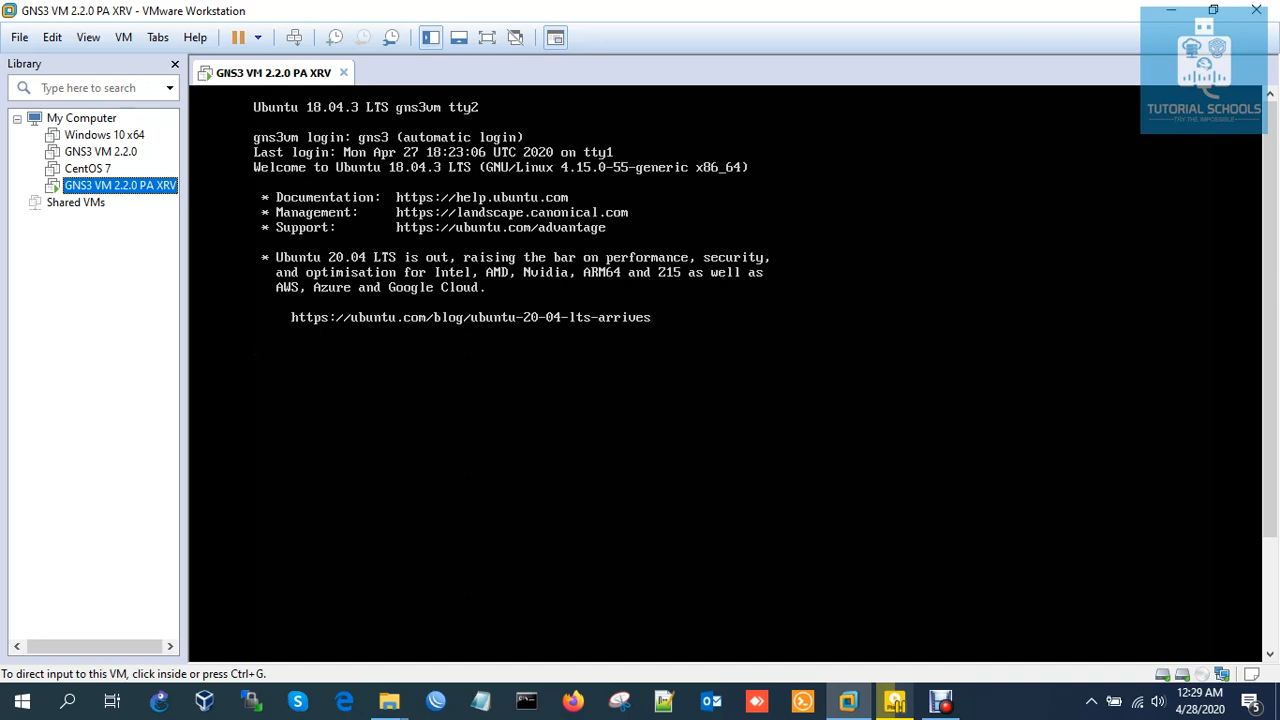 GNS3 VM 2.2.0 PA XRV - VMware Workstation
File Edit View VM Tabs Help
Library
Type here to search
My Computer
Windows 10 x64
GNS3 VM 2.2.0
CentOS 7
GNS3 VM 2.2.0 PA XRV
Shared VMs
GNS3 VM 2.2.0 PA XRV
TUTORIAL SCHOOLS
TRY THE IMPOSSIBLE
Ubuntu 18.04.3 LTS gns3vm tty2
gns3vm login: gns3 (automatic login)
Last login: Mon Apr 27 18:23:06 UTC 2020 on tty1
Welcome to Ubuntu 18.04.3 LTS (GNU/Linux 4.15.0-55-generic x86_64)
* Documentation: https://help.ubuntu.com
* Management: https://landscape.canonical.com
* Support: https://ubuntu.com/advantage
* Ubuntu 20.04 LTS is out, raising the bar on performance, security,
and optimisation for Intel, AMD, Nvidia, ARM64 and Z15 as well as
AWS, Azure and Google Cloud.
https://ubuntu.com/blog/ubuntu-20-04-lts-arrives
To direct input to this VM, click inside or press Ctrl+G.
12:29 AM
4/28/2020
5